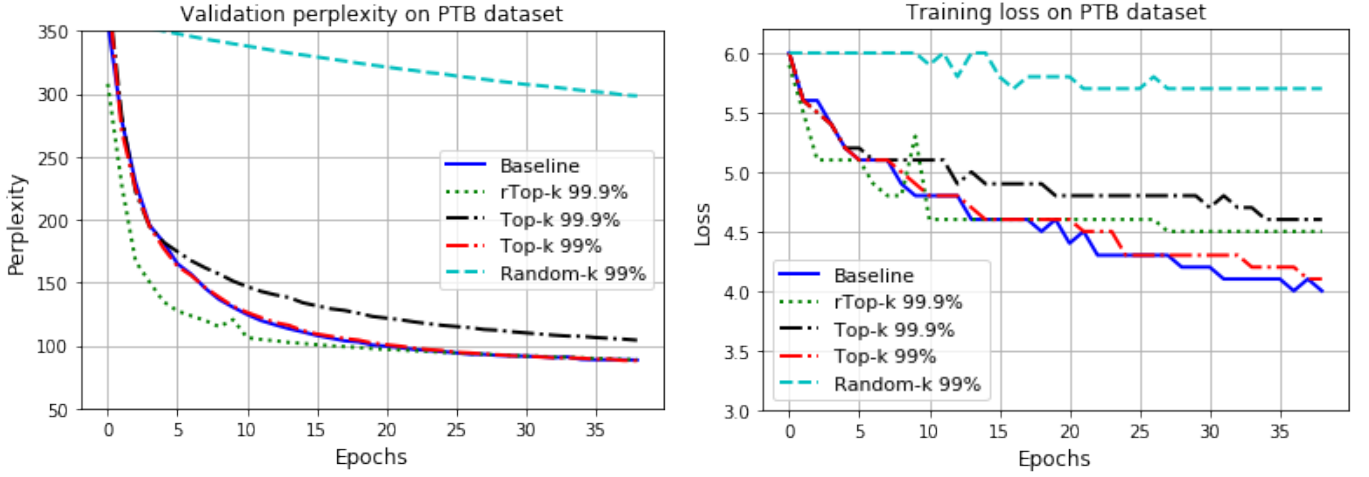 Validation perplexity on PTB dataset
350
300
250
200
150
100
50
Perplexity
Baseline
rTop-k 99.9%
Top-k 99.9%
Top-k 99%
Random-k 99%
0 5 10 15 20 25 30 35
Epochs
Training loss on PTB dataset
6.0
5.5
5.0
4.5
4.0
3.5
3.0
Loss
Baseline
rTop-k 99.9%
Top-k 99.9%
Top-k 99%
Random-k 99%
0 5 10 15 20 25 30 35
Epochs